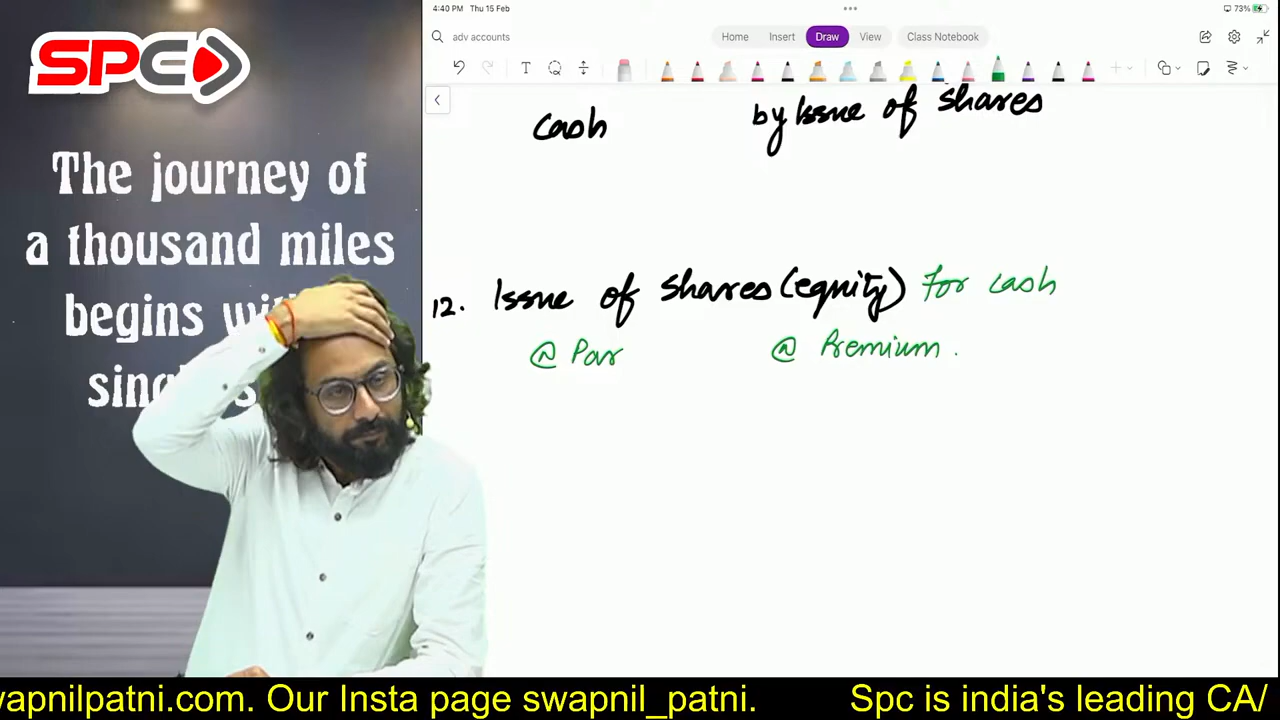 4:40 PM Thu 15 Feb
73%
adv accounts
Home Insert Draw View Class Notebook
SPC
The journey of
a thousand miles
begins
cash by Issue of shares
12. Issue of shares (equity) for cash
@ Par @ Premium.
wapnilpatni.com. Our Insta page swapnil_patni. Spc is india's leading CA/